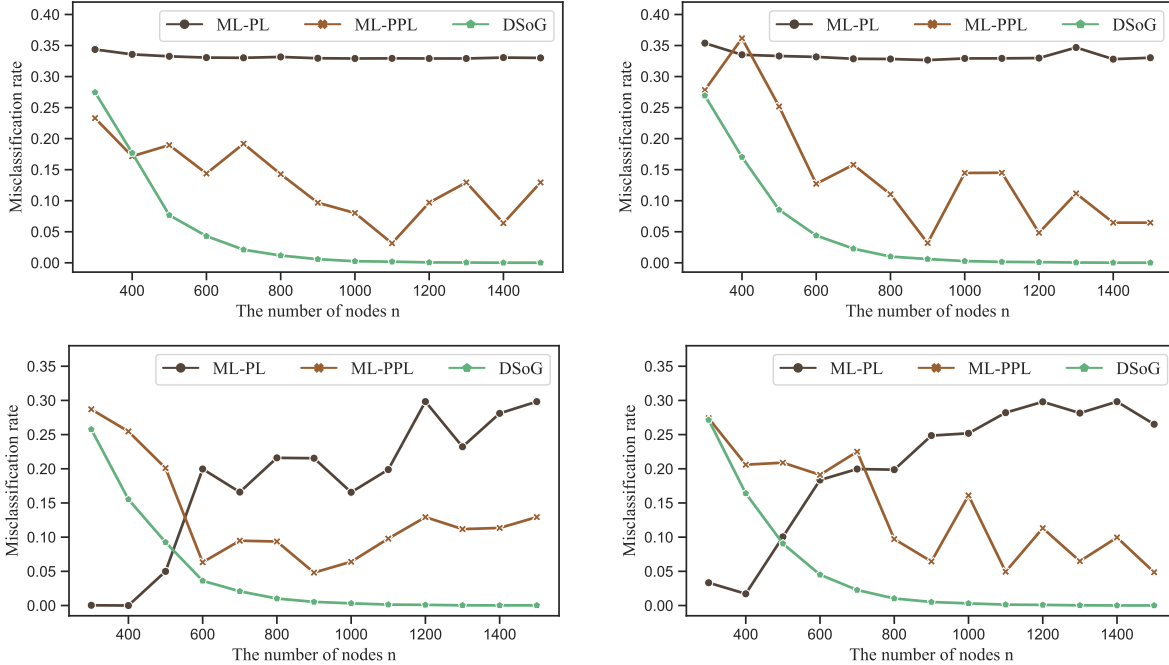 ML-PL ML-PPL DSoG
0.40
0.35
0.30
0.25
0.20
0.15
0.10
0.05
0.00
Misclassification rate
400 600 800 1000 1200 1400
The number of nodes n
ML-PL ML-PPL DSoG
0.40
0.35
0.30
0.25
0.20
0.15
0.10
0.05
0.00
Misclassification rate
400 600 800 1000 1200 1400
The number of nodes n
ML-PL ML-PPL DSoG
0.35
0.30
0.25
0.20
0.15
0.10
0.05
0.00
Misclassification rate
400 600 800 1000 1200 1400
The number of nodes n
ML-PL ML-PPL DSoG
0.35
0.30
0.25
0.20
0.15
0.10
0.05
0.00
Misclassification rate
400 600 800 1000 1200 1400
The number of nodes n